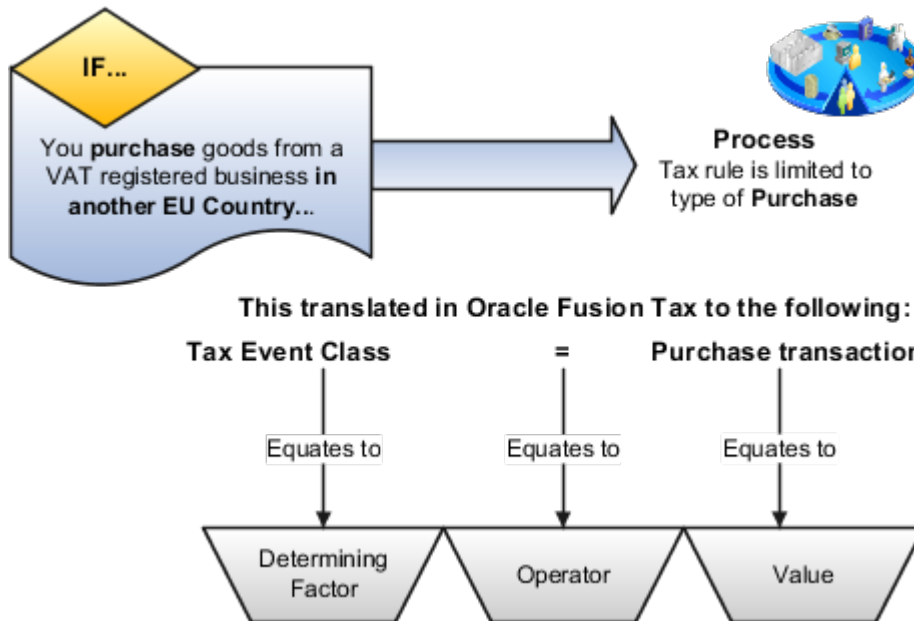 IF...
You purchase goods from a
VAT registered business in
another EU Country...
Process
Tax rule is limited to
type of Purchase
This translated in Oracle Fusion Tax to the following:
Tax Event Class = Purchase transaction
Equates to Equates to Equates to
Determining
Factor
Operator
Value